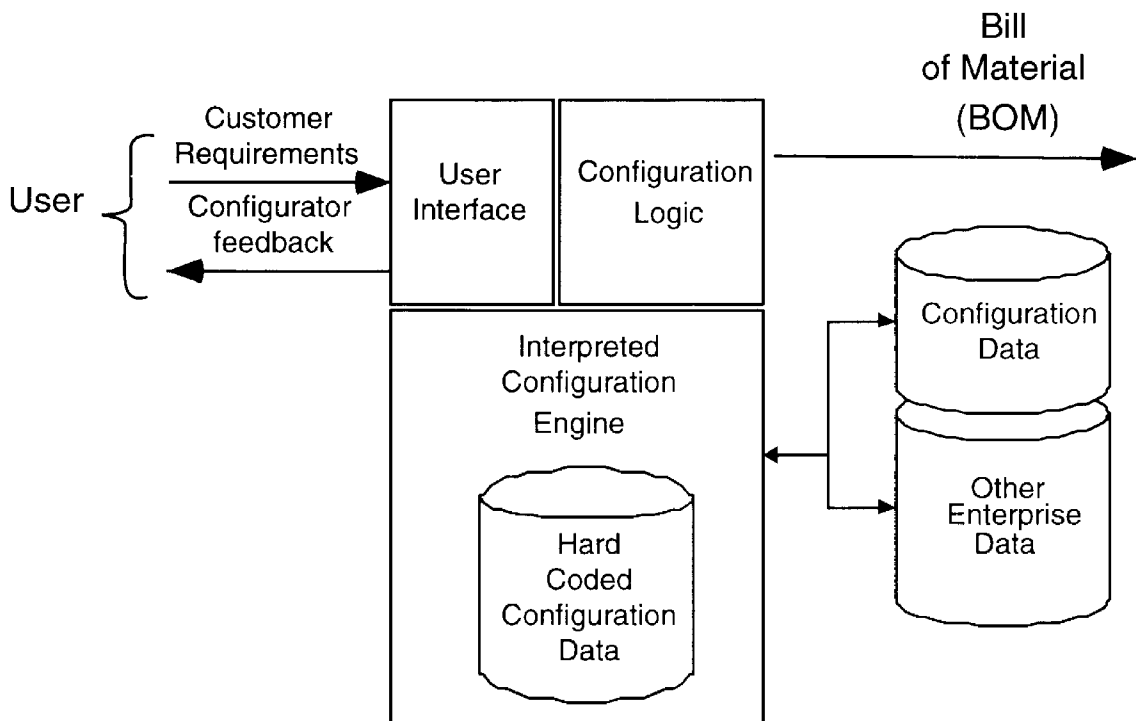 Bill
of Material
(BOM)
Customer
Requirements
User
Configurator
feedback
User
Interface
Configuration
Logic
Configuration
Data
Interpreted
Configuration
Engine
Other
Enterprise
Data
Hard
Coded
Configuration
Data